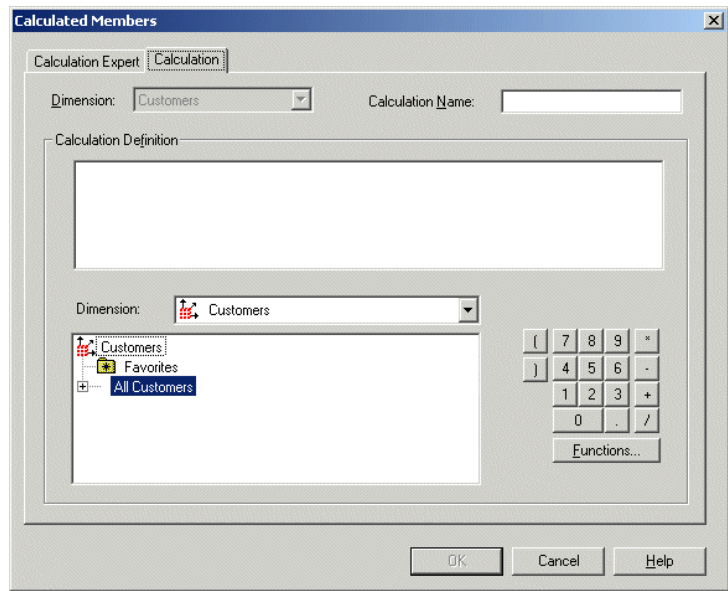 Calculated Members
Calculation Expert Calculation
Dimension: Customers Calculation Name:
Calculation Definition
Dimension: Customers
Customers
Favorites
All Customers
( 7 8 9 *
) 4 5 6 -
1 2 3 +
0 . /
Functions...
OK Cancel Help